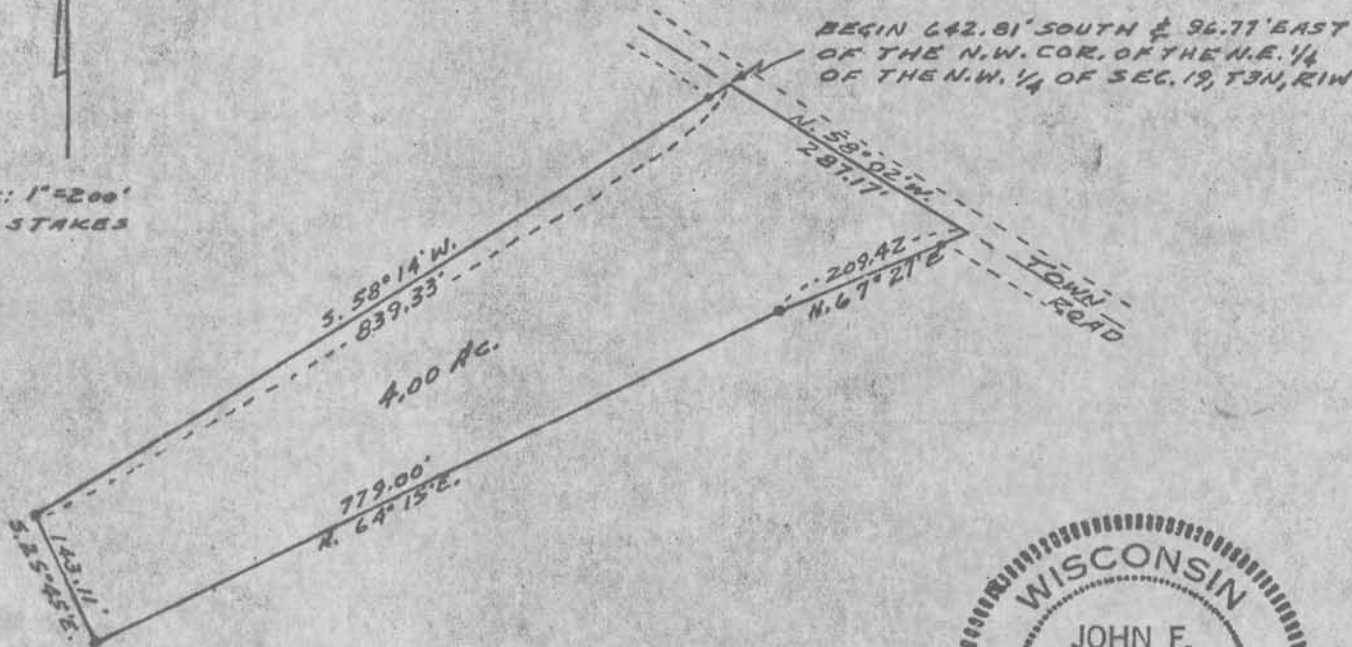 BEGIN 642.81' SOUTH & 96.77' EAST
OF THE N.W. COR. OF THE N.E. 1/4
OF THE N.W. 1/4 OF SEC. 19, T3N, R1W
: 1"=200'
STAKES
N. 58°02' W.
287.17'
S. 58°14' W.
839.33'
209.42
N. 67°27' E
TOWN
ROAD
4.00 AC.
779.00'
N. 64°15' E.
143.11'
S. 25°45' E.
WISCONSIN
JOHN F.